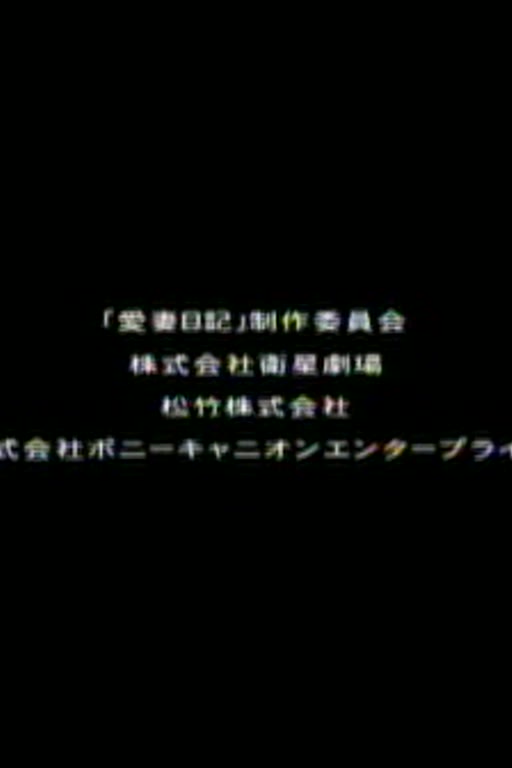 「愛妻日記」制作委員会
株式会社衛星劇場
松竹株式会社
式会社ポニーキャニオンエンタープライ